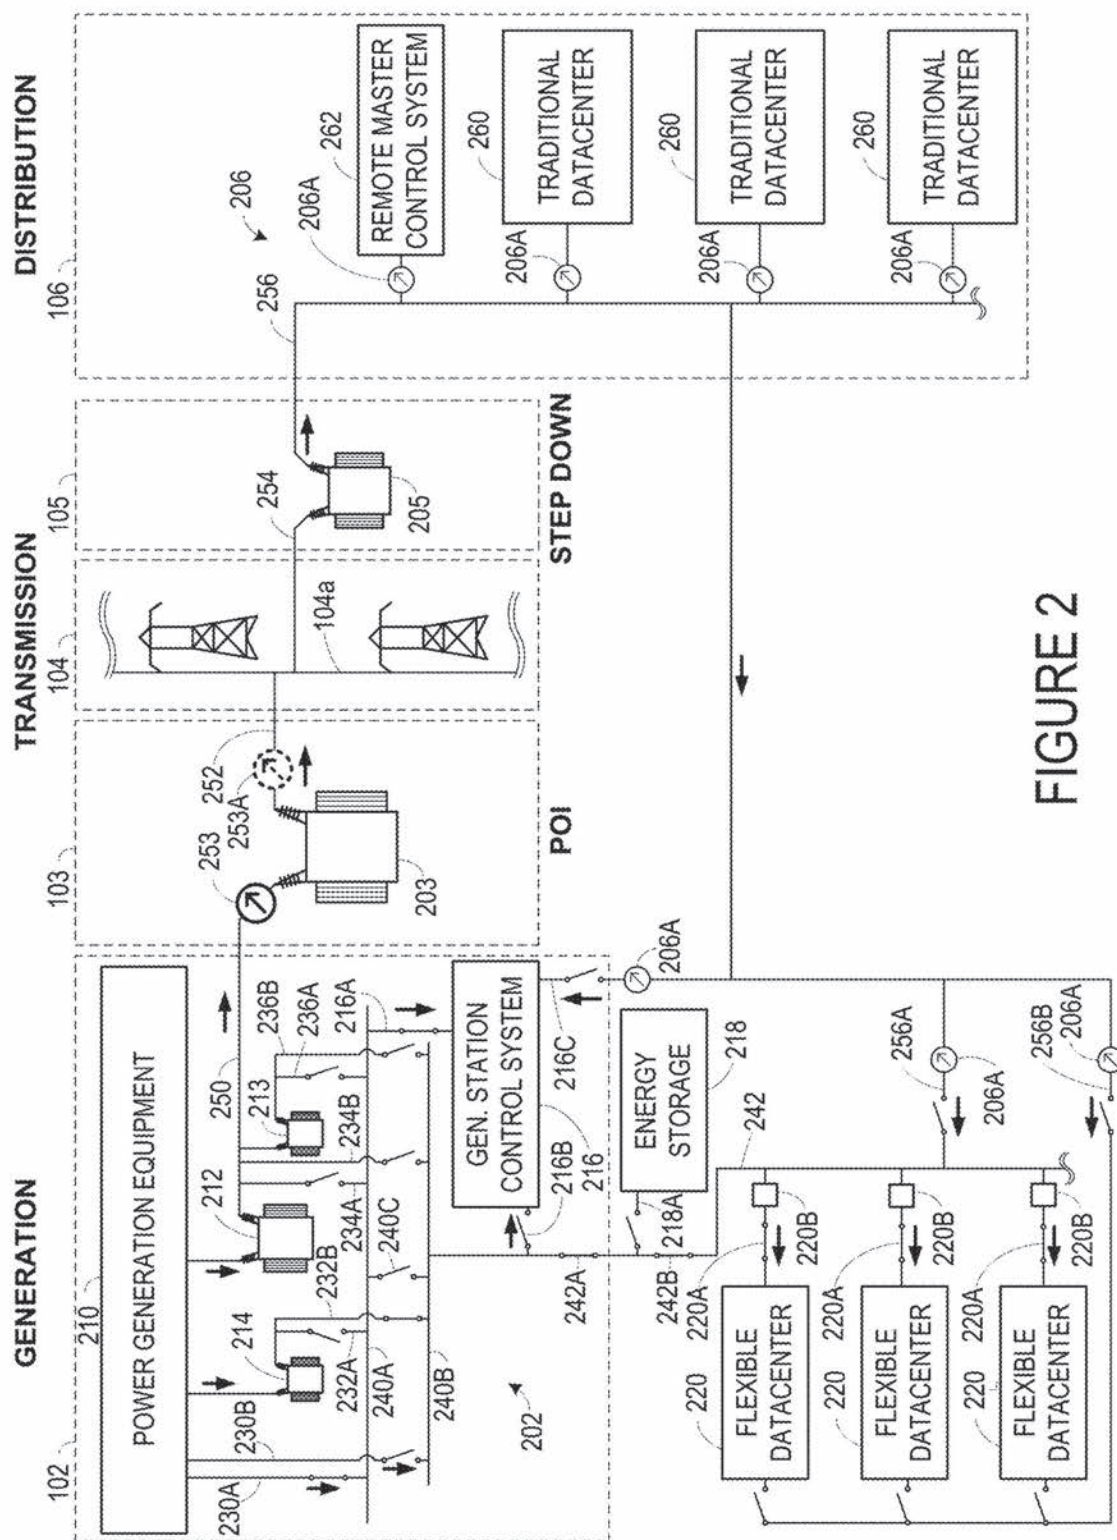 GENERATION
TRANSMISSION
DISTRIBUTION
102
103
104
105
106
210
POWER GENERATION EQUIPMENT
230A
230B
214
212
213
250
236B
236A
216A
232A
232B
234A
234B
240A
240B
240C
202
GEN. STATION
CONTROL SYSTEM
216B
216
216C
253
253A
252
203
POI
104a
254
205
STEP DOWN
256
206
206A
262
REMOTE MASTER
CONTROL SYSTEM
206A
260
TRADITIONAL
DATACENTER
206A
260
TRADITIONAL
DATACENTER
206A
260
TRADITIONAL
DATACENTER
206A
ENERGY
STORAGE
218
218A
242A
242B
242
256A
206A
256B
206A
220
FLEXIBLE
DATACENTER
220A
220B
220
FLEXIBLE
DATACENTER
220A
220B
220
FLEXIBLE
DATACENTER
220A
220B
FIGURE 2